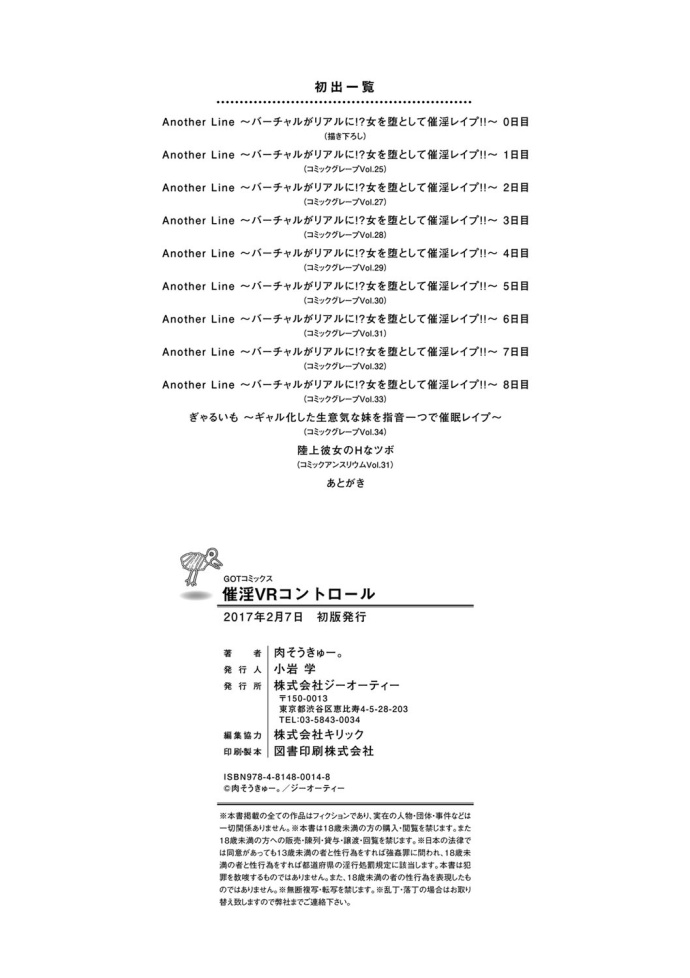 初出一覧
Another Line ～バーチャルがリアルに!?女を堕として催淫レイプ!!～ 0日目
（描き下ろし）
Another Line ～バーチャルがリアルに!?女を堕として催淫レイプ!!～ 1日目
（コミックグレープVol.25）
Another Line ～バーチャルがリアルに!?女を堕として催淫レイプ!!～ 2日目
（コミックグレープVol.27）
Another Line ～バーチャルがリアルに!?女を堕として催淫レイプ!!～ 3日目
（コミックグレープVol.28）
Another Line ～バーチャルがリアルに!?女を堕として催淫レイプ!!～ 4日目
（コミックグレープVol.29）
Another Line ～バーチャルがリアルに!?女を堕として催淫レイプ!!～ 5日目
（コミックグレープVol.30）
Another Line ～バーチャルがリアルに!?女を堕として催淫レイプ!!～ 6日目
（コミックグレープVol.31）
Another Line ～バーチャルがリアルに!?女を堕として催淫レイプ!!～ 7日目
（コミックグレープVol.32）
Another Line ～バーチャルがリアルに!?女を堕として催淫レイプ!!～ 8日目
（コミックグレープVol.33）
ぎゃるいも ～ギャル化した生意気な妹を指音一つで催眠レイプ～
（コミックグレープVol.34）
陸上彼女のHなツボ
（コミックアンスリウムVol.31）
あとがき
GOTコミックス
催淫VRコントロール
2017年2月7日　初版発行
著者 肉そうきゅー。
発行人 小岩 学
発行所 株式会社ジーオーティー
〒150-0013
東京都渋谷区恵比寿4-5-28-203
TEL:03-5843-0034
編集協力 株式会社キリック
印刷・製本 図書印刷株式会社
ISBN978-4-8148-0014-8
©肉そうきゅー。／ジーオーティー
※本書掲載の全ての作品はフィクションであり、実在の人物・団体・事件などは
一切関係ありません。※本書は18歳未満の方の購入・閲覧を禁じます。また
18歳未満の方への販売・陳列・貸与・譲渡・回覧を禁じます。※日本の法律で
は同意があっても13歳未満の者と性行為をすれば強姦罪に問われ、18歳未
満の者と性行為をすれば都道府県の淫行処罰規定に該当します。本書は犯
罪を教唆するものではありません。また、18歳未満の者の性行為を表現したも
のではありません。※無断複写・転写を禁じます。※乱丁・落丁の場合はお取り
替え致しますので弊社までご連絡下さい。